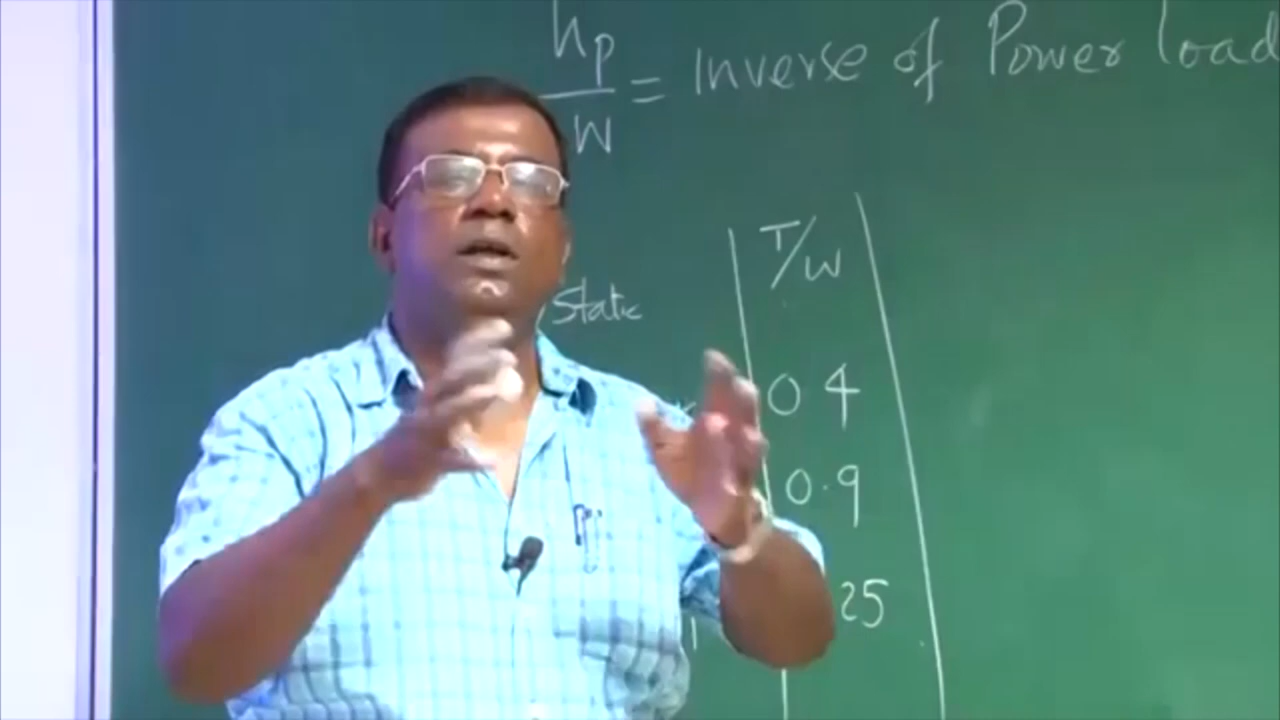 hp
— = Inverse of Power load
W
T/W
Static
0 4
0.9
25